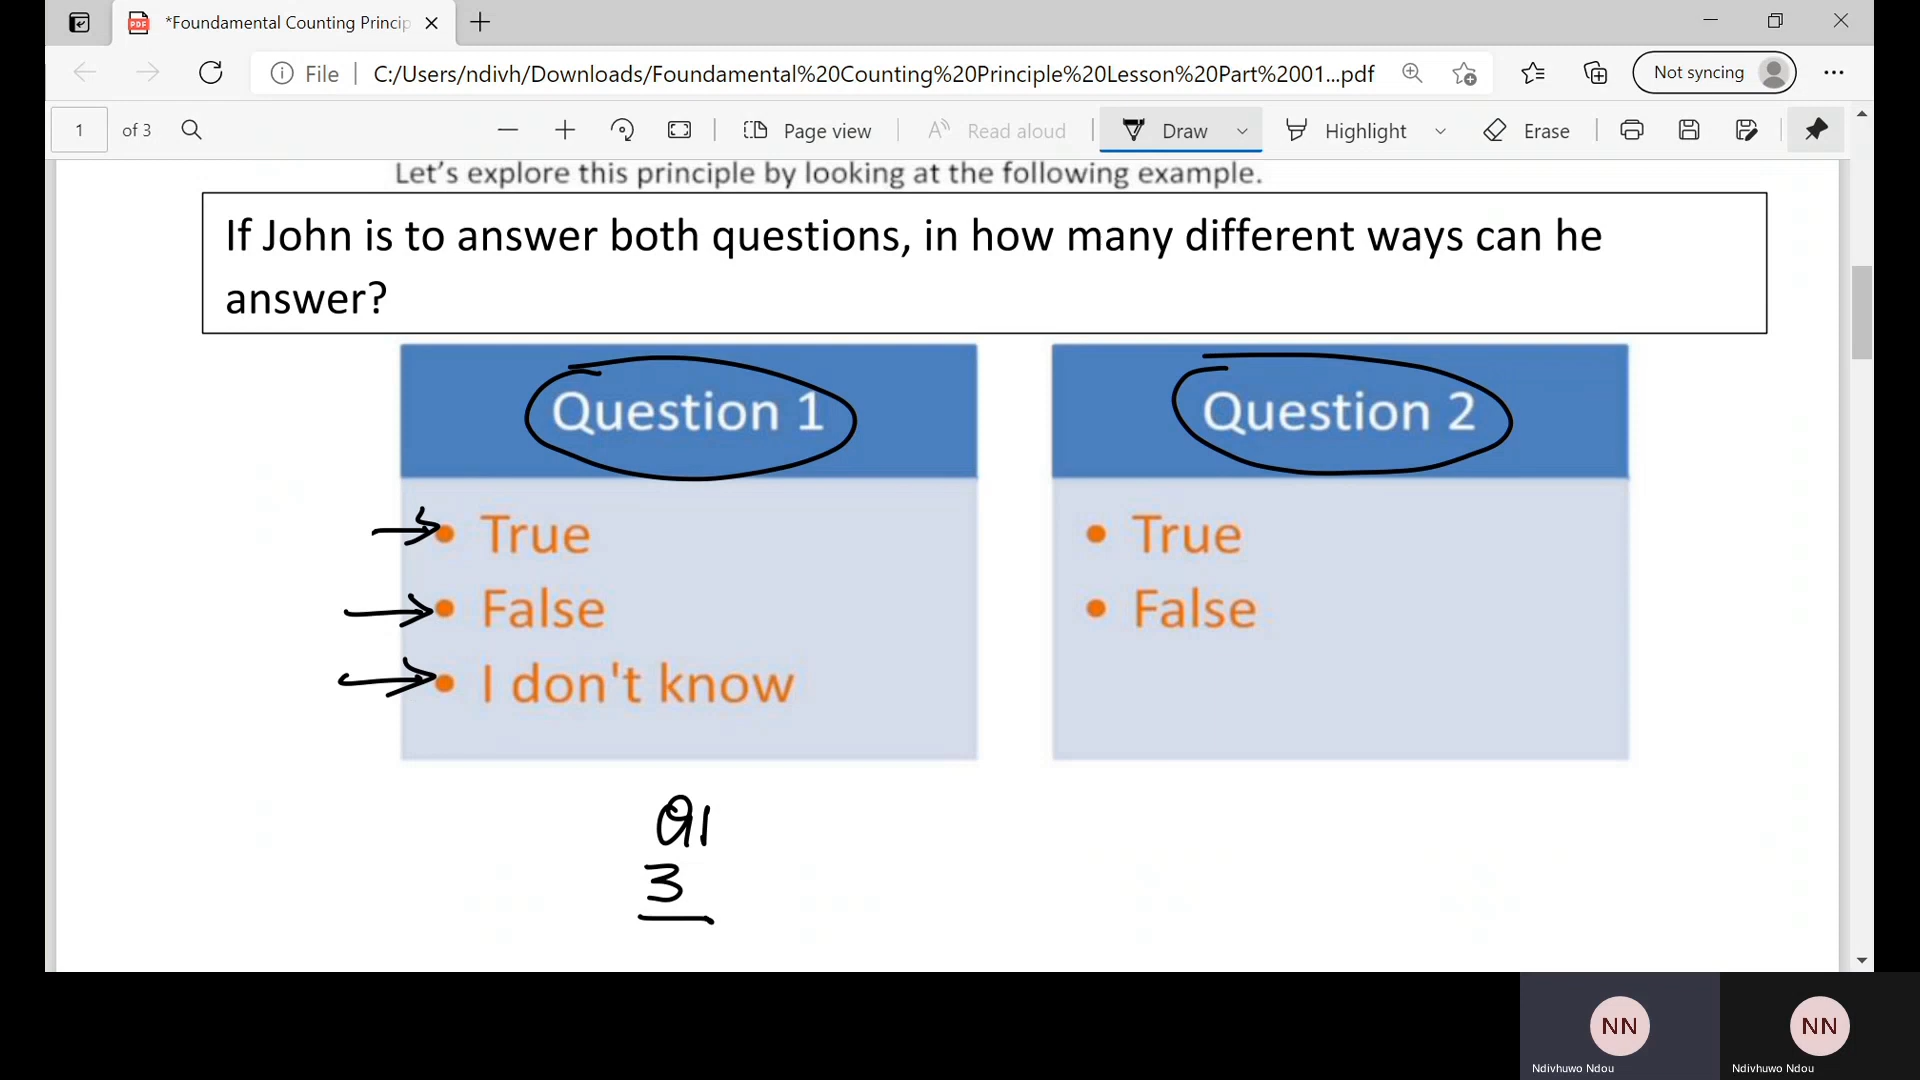 *Foundamental Counting Princip
File
C:/Users/ndivh/Downloads/Foundamental%20Counting%20Principle%20Lesson%20Part%2001...pdf
Not syncing
1 of 3
Page view
Read aloud
Draw
Highlight
Erase
Let's explore this principle by looking at the following example.
If John is to answer both questions, in how many different ways can he
answer?
Question 1
• True
• False
• I don't know
Question 2
• True
• False
Q1
3
NN
Ndivhuwo Ndou
NN
Ndivhuwo Ndou